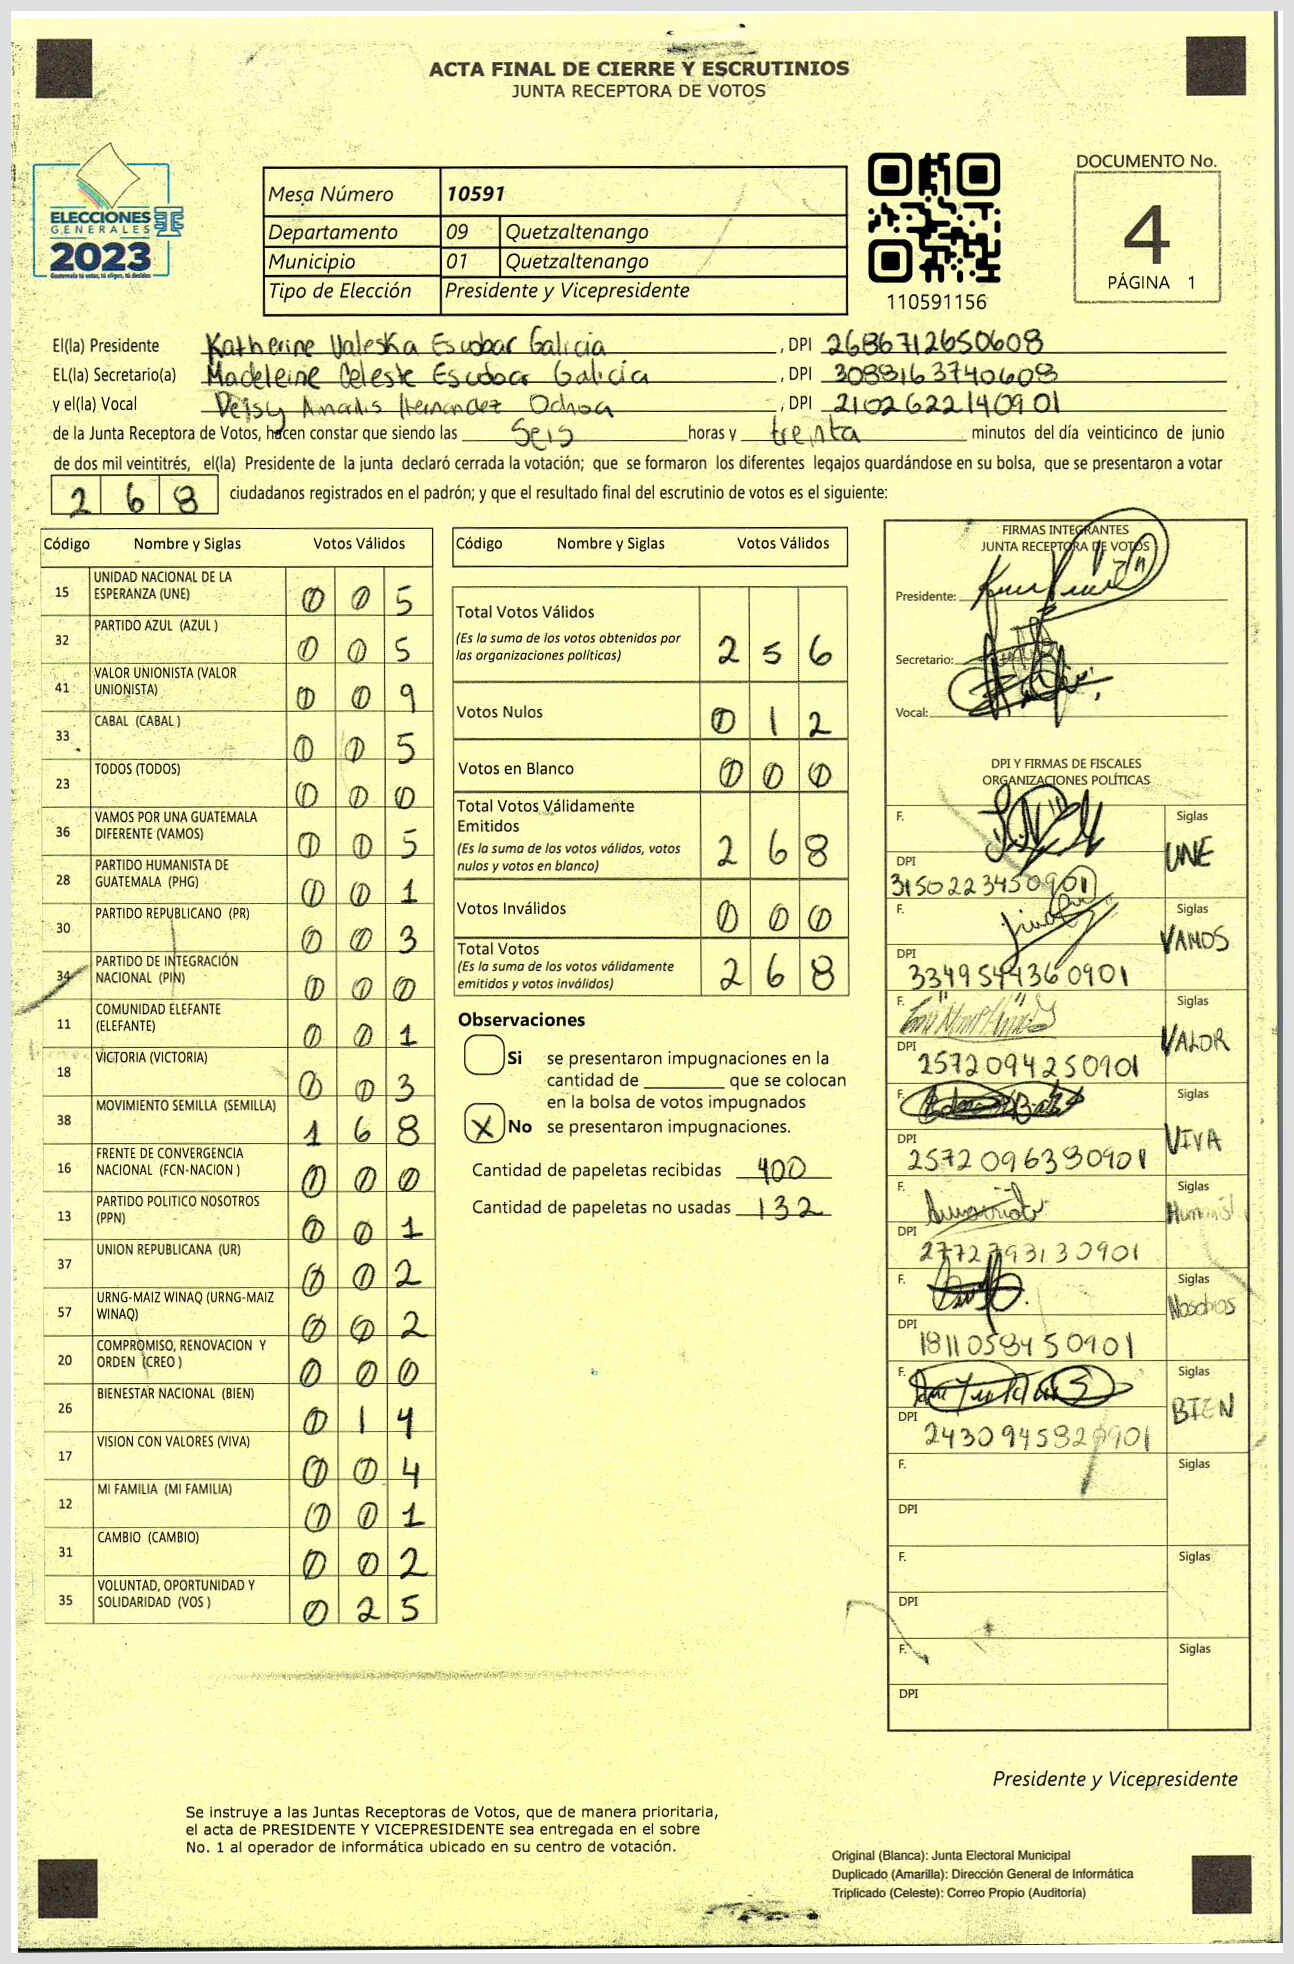 ACTA FINAL DE CIERRE Y ESCRUTINIOS
JUNTA RECEPTORA DE VOTOS
ELECCIONES
GENERALES
2023
Guatemala tú votas, tú eliges, tú decides
Mesa Número 10591
Departamento 09 Quetzaltenango
Municipio 01 Quetzaltenango
Tipo de Elección Presidente y Vicepresidente
110591156
DOCUMENTO No.
4
PÁGINA 1
El(la) Presidente Katherine Valeska Escobar Galicia , DPI 2686712650608
EL(la) Secretario(a) Madeleine Celeste Escobar Galicia , DPI 3088163740608
y el(la) Vocal Deisy Analis Hernandez Ochoa , DPI 2102622140901
de la Junta Receptora de Votos, hacen constar que siendo las Seis horas y treinta minutos del día veinticinco de junio
de dos mil veintitrés, el(la) Presidente de la junta declaró cerrada la votación; que se formaron los diferentes legajos quardándose en su bolsa, que se presentaron a votar
268 ciudadanos registrados en el padrón; y que el resultado final del escrutinio de votos es el siguiente:
Código Nombre y Siglas Votos Válidos
15 UNIDAD NACIONAL DE LA ESPERANZA (UNE) 0 0 5
32 PARTIDO AZUL (AZUL ) 0 0 5
41 VALOR UNIONISTA (VALOR UNIONISTA) 0 0 9
33 CABAL (CABAL ) 0 0 5
23 TODOS (TODOS) 0 0 0
36 VAMOS POR UNA GUATEMALA DIFERENTE (VAMOS) 0 0 5
28 PARTIDO HUMANISTA DE GUATEMALA (PHG) 0 0 1
30 PARTIDO REPUBLICANO (PR) 0 0 3
34 PARTIDO DE INTEGRACIÓN NACIONAL (PIN) 0 0 0
11 COMUNIDAD ELEFANTE (ELEFANTE) 0 0 1
18 VICTORIA (VICTORIA) 0 0 3
38 MOVIMIENTO SEMILLA (SEMILLA) 1 6 8
16 FRENTE DE CONVERGENCIA NACIONAL (FCN-NACION ) 0 0 0
13 PARTIDO POLITICO NOSOTROS (PPN) 0 0 1
37 UNION REPUBLICANA (UR) 0 0 2
57 URNG-MAIZ WINAQ (URNG-MAIZ WINAQ) 0 0 2
20 COMPROMISO, RENOVACION Y ORDEN (CREO ) 0 0 0
26 BIENESTAR NACIONAL (BIEN) 0 1 4
17 VISION CON VALORES (VIVA) 0 0 4
12 MI FAMILIA (MI FAMILIA) 0 0 1
31 CAMBIO (CAMBIO) 0 0 2
35 VOLUNTAD, OPORTUNIDAD Y SOLIDARIDAD (VOS ) 0 2 5
Código Nombre y Siglas Votos Válidos
Total Votos Válidos 2 5 6
(Es la suma de los votos obtenidos por
las organizaciones políticas)
Votos Nulos 0 1 2
Votos en Blanco 0 0 0
Total Votos Válidamente
Emitidos 2 6 8
(Es la suma de los votos válidos, votos
nulos y votos en blanco)
Votos Inválidos 0 0 0
Total Votos 2 6 8
(Es la suma de los votos válidamente
emitidos y votos inválidos)
Observaciones
Si se presentaron impugnaciones en la
cantidad de ________ que se colocan
en la bolsa de votos impugnados
X No se presentaron impugnaciones.
Cantidad de papeletas recibidas 400
Cantidad de papeletas no usadas 132
FIRMAS INTEGRANTES
JUNTA RECEPTORA DE VOTOS
Presidente:
Secretario:
Vocal:
DPI Y FIRMAS DE FISCALES
ORGANIZACIONES POLÍTICAS
F. Siglas UNE
DPI 3150223450901
F. Siglas VAMOS
DPI 3349544360901
F. Siglas VALOR
DPI 2572094250901
F. Siglas VIVA
DPI 2572096380901
F. Siglas
DPI 2772793130901
F. Siglas Nosotros
DPI 1811058450901
F. Siglas BIEN
DPI 2430945820901
F. Siglas
DPI
F. Siglas
DPI
F. Siglas
DPI
Presidente y Vicepresidente
Se instruye a las Juntas Receptoras de Votos, que de manera prioritaria,
el acta de PRESIDENTE Y VICEPRESIDENTE sea entregada en el sobre
No. 1 al operador de informática ubicado en su centro de votación.
Original (Blanca): Junta Electoral Municipal
Duplicado (Amarilla): Dirección General de Informática
Triplicado (Celeste): Correo Propio (Auditoría)